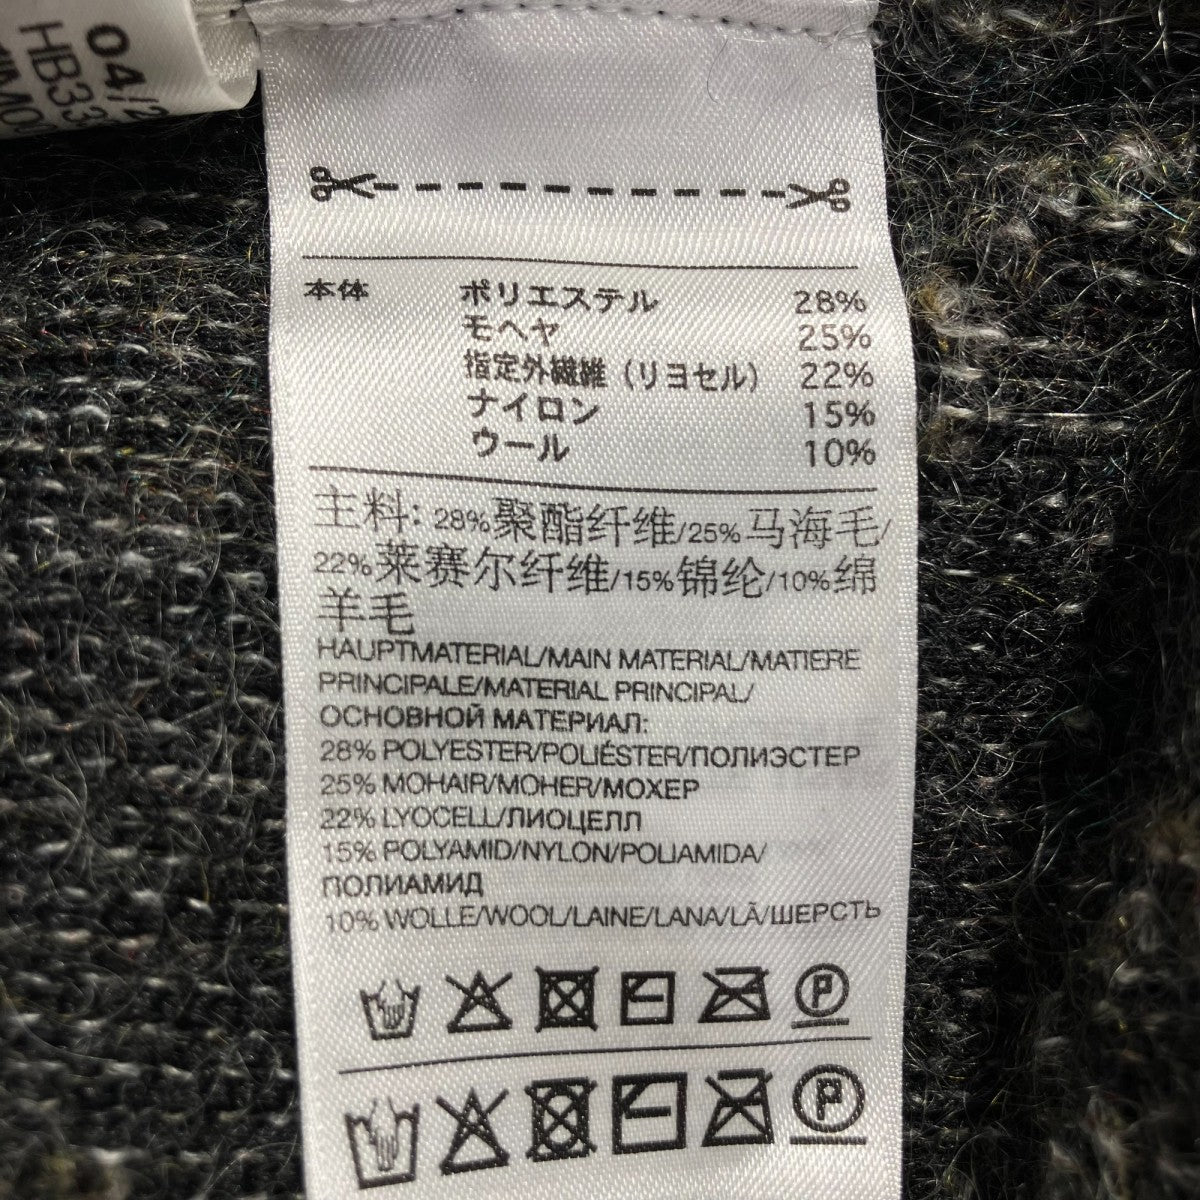 04/2
HB33
本体 ポリエステル 28%
モヘヤ 25%
指定外繊維（リヨセル） 22%
ナイロン 15%
ウール 10%
主料: 28%聚酯纤维/25%马海毛/
22%莱赛尔纤维/15%锦纶/10%绵
羊毛
HAUPTMATERIAL/MAIN MATERIAL/MATIERE
PRINCIPALE/MATERIAL PRINCIPAL/
ОСНОВНОЙ МАТЕРИАЛ:
28% POLYESTER/POLIÉSTER/ПОЛИЭСТЕР
25% MOHAIR/MOHER/МОХЕР
22% LYOCELL/ЛИОЦЕЛЛ
15% POLYAMID/NYLON/POLIAMIDA/
ПОЛИАМИД
10% WOLLE/WOOL/LAINE/LANA/LÃ/ШЕРСТЬ
P
P